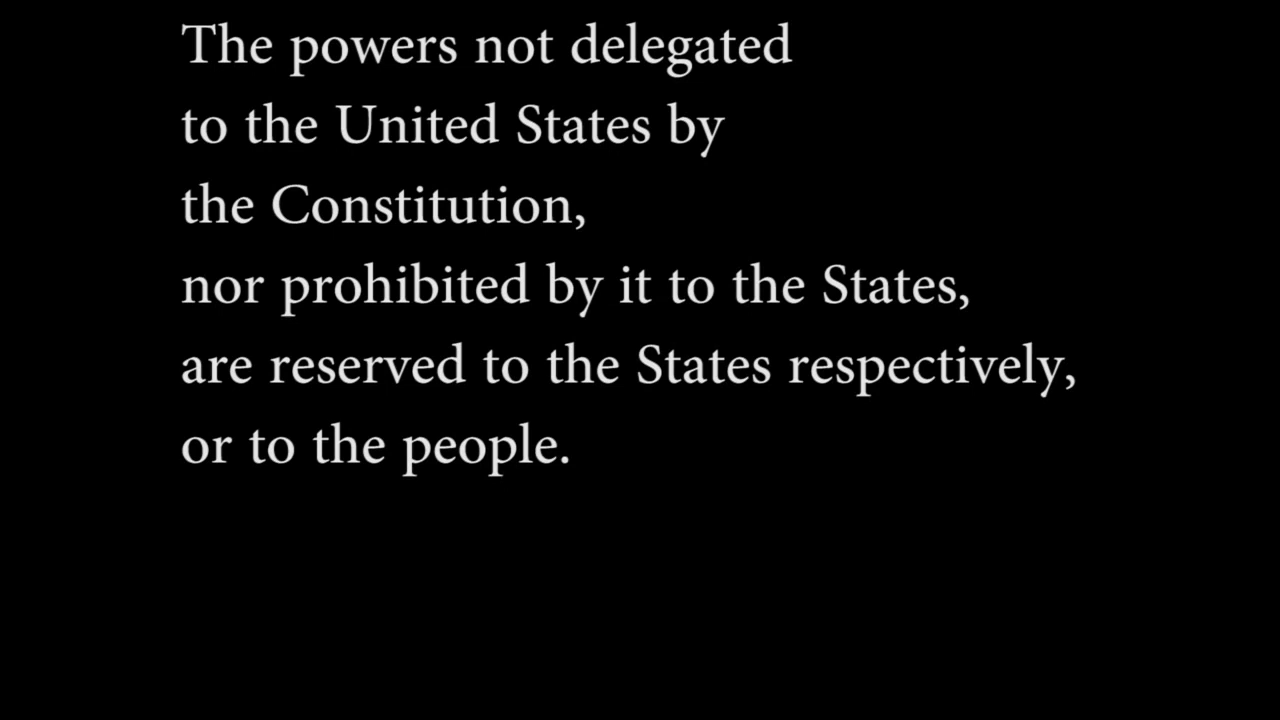 The powers not delegated
to the United States by
the Constitution,
nor prohibited by it to the States,
are reserved to the States respectively,
or to the people.